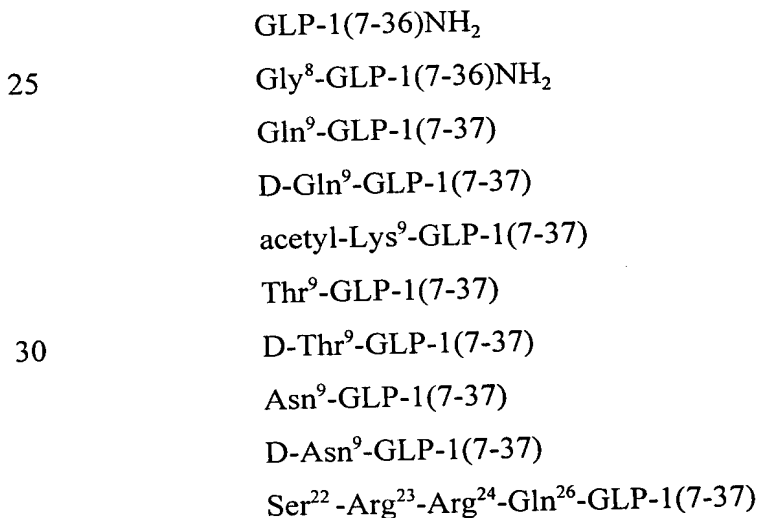 GLP-1(7-36)NH₂
25 Gly⁸-GLP-1(7-36)NH₂
Gln⁹-GLP-1(7-37)
D-Gln⁹-GLP-1(7-37)
acetyl-Lys⁹-GLP-1(7-37)
Thr⁹-GLP-1(7-37)
30 D-Thr⁹-GLP-1(7-37)
Asn⁹-GLP-1(7-37)
D-Asn⁹-GLP-1(7-37)
Ser²² -Arg²³-Arg²⁴-Gln²⁶-GLP-1(7-37)